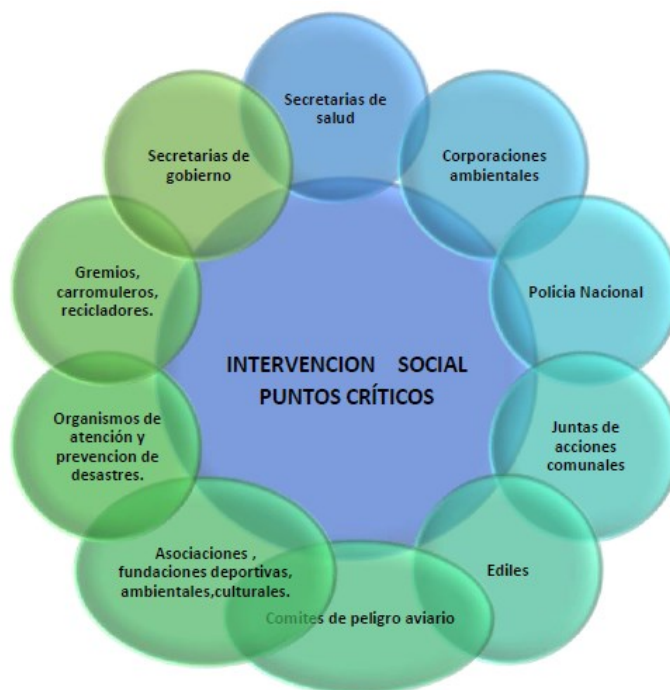 Secretarias de
salud
Corporaciones
ambientales
Policia Nacional
Juntas de
acciones
comunales
Ediles
Comites de peligro aviario
Asociaciones ,
fundaciones deportivas,
ambientales,culturales.
Organismos de
atención y
prevencion de
desastres.
Gremios,
carromuleros,
recicladores.
Secretarias de
gobierno
INTERVENCION SOCIAL
PUNTOS CRÍTICOS